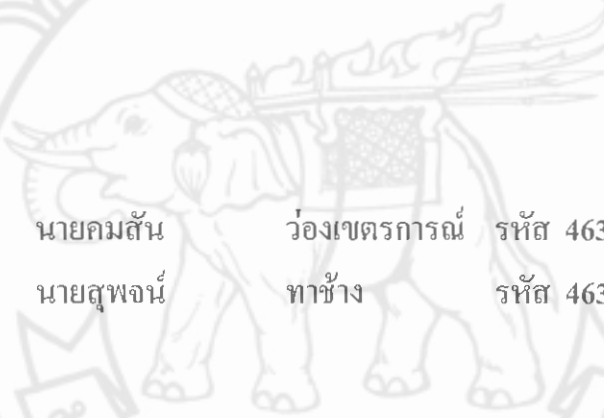 นายคมสัน ว่องเขตรการณ์ รหัส 463
นายสุพจน์ ทาช้าง รหัส 463